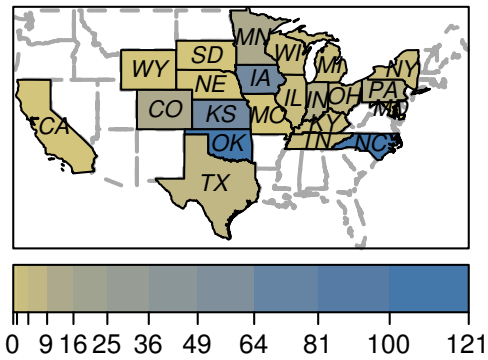 MN
SD
WI
MI
NY
WY
NE
IA
PA
CO
IL
IN
OH
MD
KS
MO
KY
CA
OK
TN
NC
TX
0 9 16 25 36 49 64 81 100 121